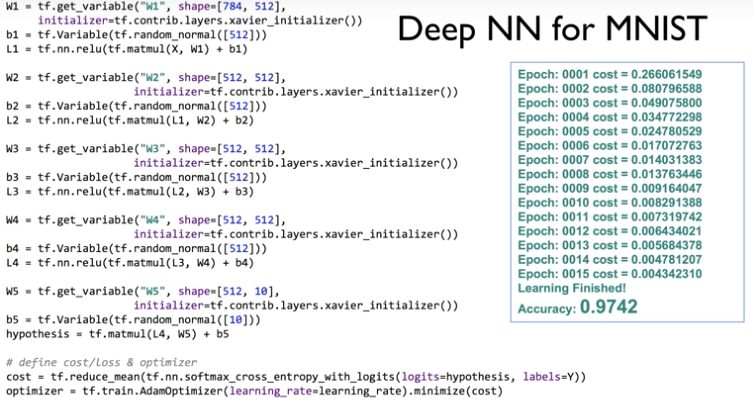 W1 = tf.get_variable("W1", shape=[784, 512],
initializer=tf.contrib.layers.xavier_initializer())
b1 = tf.Variable(tf.random_normal([512]))
L1 = tf.nn.relu(tf.matmul(X, W1) + b1)
W2 = tf.get_variable("W2", shape=[512, 512],
initializer=tf.contrib.layers.xavier_initializer())
b2 = tf.Variable(tf.random_normal([512]))
L2 = tf.nn.relu(tf.matmul(L1, W2) + b2)
W3 = tf.get_variable("W3", shape=[512, 512],
initializer=tf.contrib.layers.xavier_initializer())
b3 = tf.Variable(tf.random_normal([512]))
L3 = tf.nn.relu(tf.matmul(L2, W3) + b3)
W4 = tf.get_variable("W4", shape=[512, 512],
initializer=tf.contrib.layers.xavier_initializer())
b4 = tf.Variable(tf.random_normal([512]))
L4 = tf.nn.relu(tf.matmul(L3, W4) + b4)
W5 = tf.get_variable("W5", shape=[512, 10],
initializer=tf.contrib.layers.xavier_initializer())
b5 = tf.Variable(tf.random_normal([10]))
hypothesis = tf.matmul(L4, W5) + b5
# define cost/loss & optimizer
cost = tf.reduce_mean(tf.nn.softmax_cross_entropy_with_logits(logits=hypothesis, labels=Y))
optimizer = tf.train.AdamOptimizer(learning_rate=learning_rate).minimize(cost)
Deep NN for MNIST
Epoch: 0001 cost = 0.266061549
Epoch: 0002 cost = 0.080796588
Epoch: 0003 cost = 0.049075800
Epoch: 0004 cost = 0.034772298
Epoch: 0005 cost = 0.024780529
Epoch: 0006 cost = 0.017072763
Epoch: 0007 cost = 0.014031383
Epoch: 0008 cost = 0.013763446
Epoch: 0009 cost = 0.009164047
Epoch: 0010 cost = 0.008291388
Epoch: 0011 cost = 0.007319742
Epoch: 0012 cost = 0.006434021
Epoch: 0013 cost = 0.005684378
Epoch: 0014 cost = 0.004781207
Epoch: 0015 cost = 0.004342310
Learning Finished!
Accuracy: 0.9742